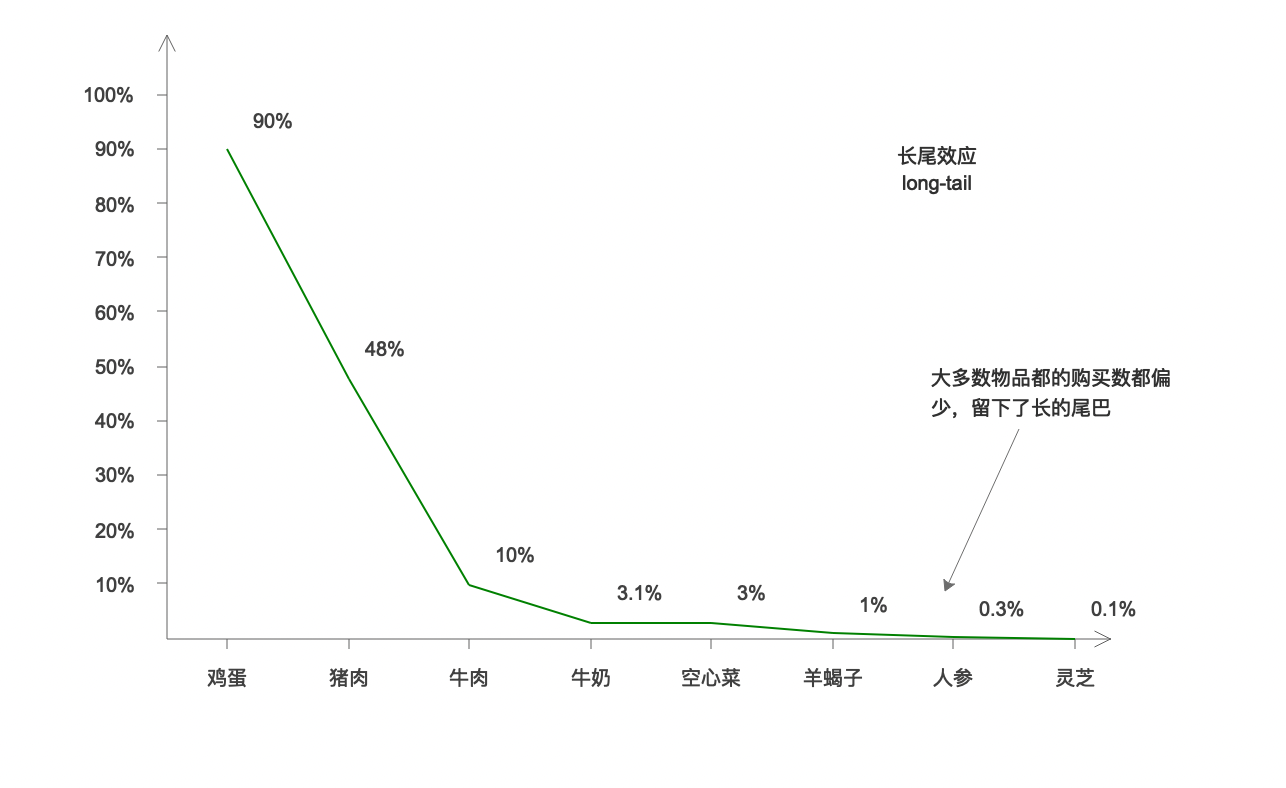 100%
90%
90%
长尾效应
80%
long-tail
70%
60%
48%
50%
大多数物品都的购买数都偏
少，留下了长的尾巴
40%
30%
20%
10%
10%
3.1%
3%
1%
0.3%
0.1%
鸡蛋
猪肉
牛肉
牛奶
空心菜
羊蝎子
人参
灵芝